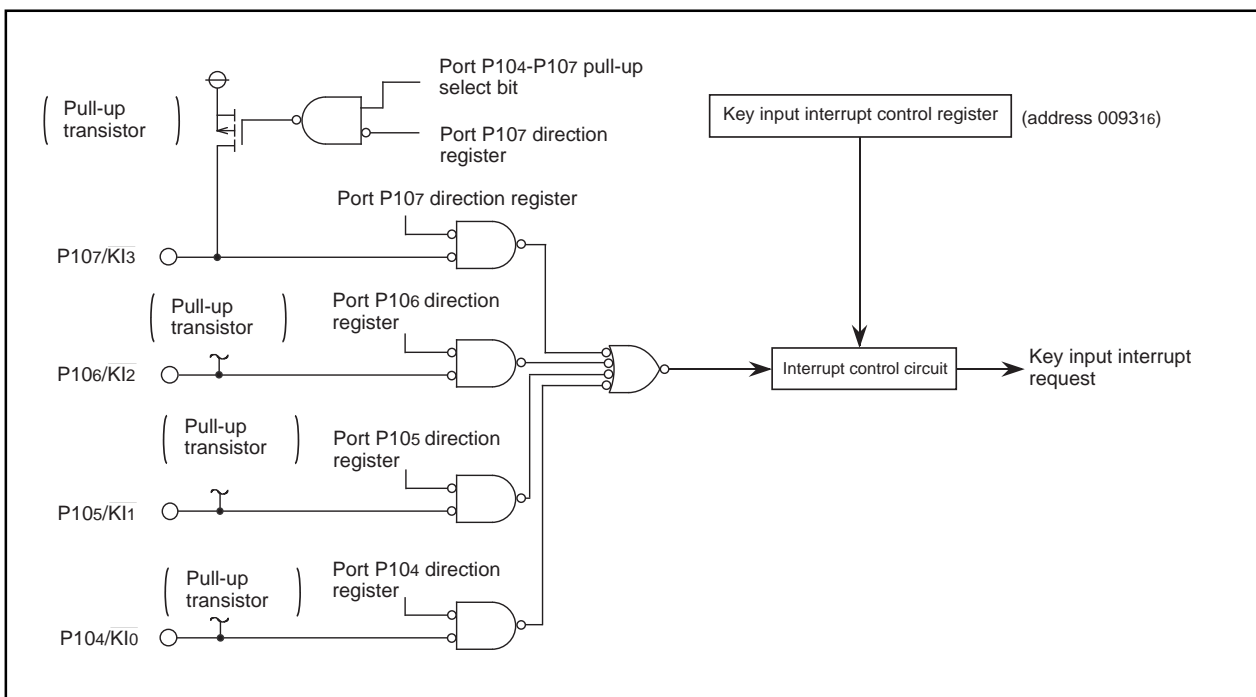 Port P104-P107 pull-up
select bit
( Pull-up
transistor )
Key input interrupt control register
(address 009316)
Port P107 direction
register
Port P107 direction register
P107/KI3
( Pull-up
transistor )
Port P106 direction
register
P106/KI2
Interrupt control circuit
Key input interrupt
request
( Pull-up
transistor )
Port P105 direction
register
P105/KI1
( Pull-up
transistor )
Port P104 direction
register
P104/KI0